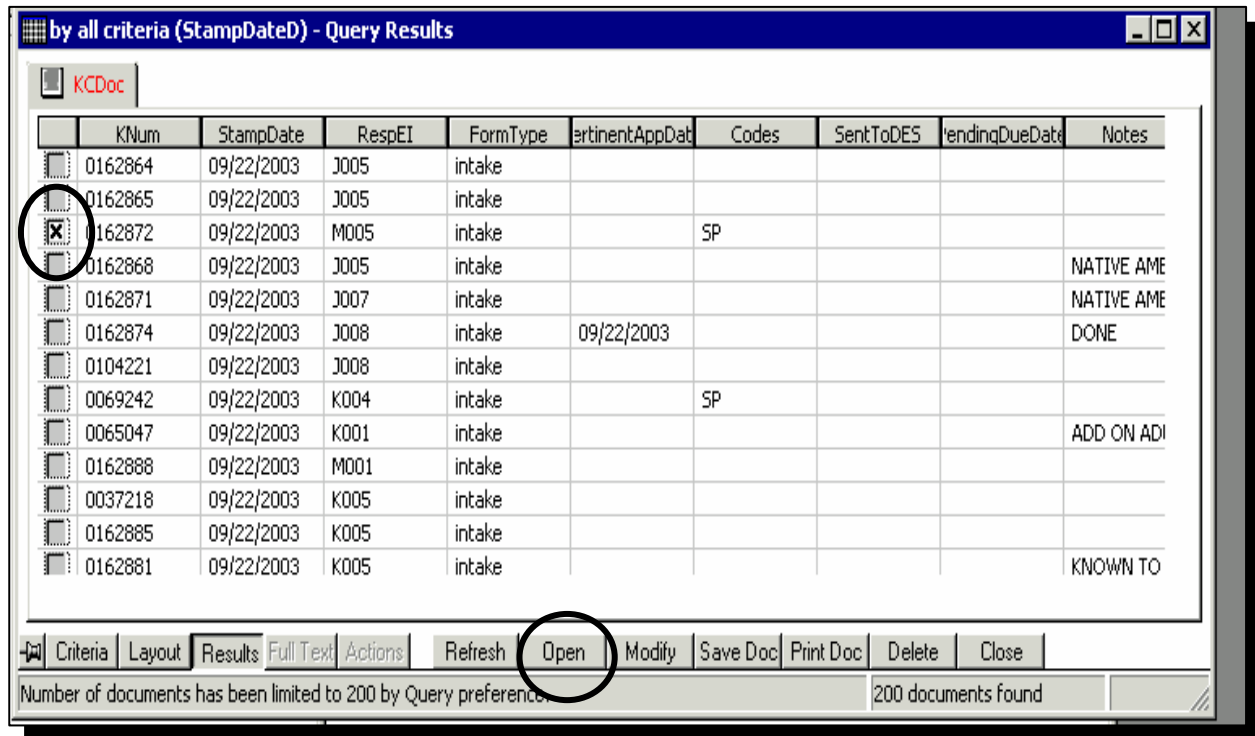 by all criteria (StampDateD) - Query Results
KCDoc
KNum StampDate RespEI FormType ertinentAppDat Codes SentToDES endingDueDate Notes
0162864 09/22/2003 J005 intake
0162865 09/22/2003 J005 intake
0162872 09/22/2003 M005 intake SP
0162868 09/22/2003 J005 intake NATIVE AME
0162871 09/22/2003 J007 intake NATIVE AME
0162874 09/22/2003 J008 intake 09/22/2003 DONE
0104221 09/22/2003 J008 intake
0069242 09/22/2003 K004 intake SP
0065047 09/22/2003 K001 intake ADD ON ADU
0162888 09/22/2003 M001 intake
0037218 09/22/2003 K005 intake
0162885 09/22/2003 K005 intake
0162881 09/22/2003 K005 intake KNOWN TO
Criteria Layout Results Full Text Actions Refresh Open Modify Save Doc Print Doc Delete Close
Number of documents has been limited to 200 by Query preference. 200 documents found